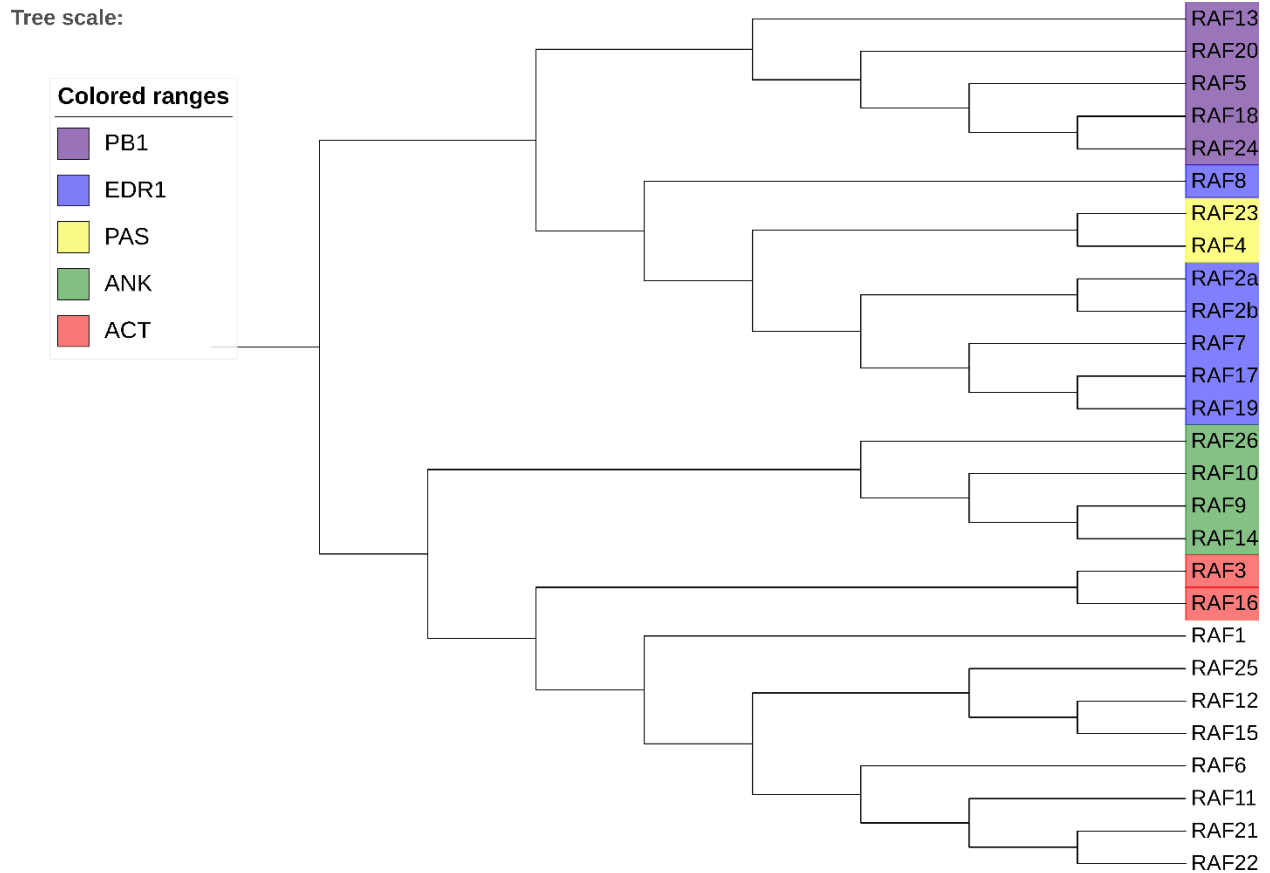 Tree scale:
Colored ranges
PB1
EDR1
PAS
ANK
ACT
RAF13
RAF20
RAF5
RAF18
RAF24
RAF8
RAF23
RAF4
RAF2a
RAF2b
RAF7
RAF17
RAF19
RAF26
RAF10
RAF9
RAF14
RAF3
RAF16
RAF1
RAF25
RAF12
RAF15
RAF6
RAF11
RAF21
RAF22